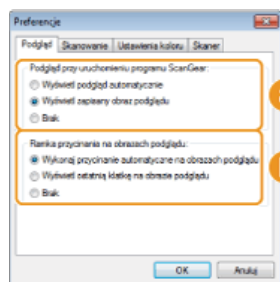 Preferencje
Podgląd Skanowanie Ustawienia koloru Skaner
Podgląd przy uruchomieniu programu ScanGear:
Wyświetl podgląd automatycznie
Wyświetl zapisany obraz podglądu
Brak
Ramka przycinania na obrazach podglądu:
Wykonaj przycinanie automatyczne na obrazach podglądu
Wyświetl ostatnią klatkę na obrazie podglądu
Brak
OK Anuluj